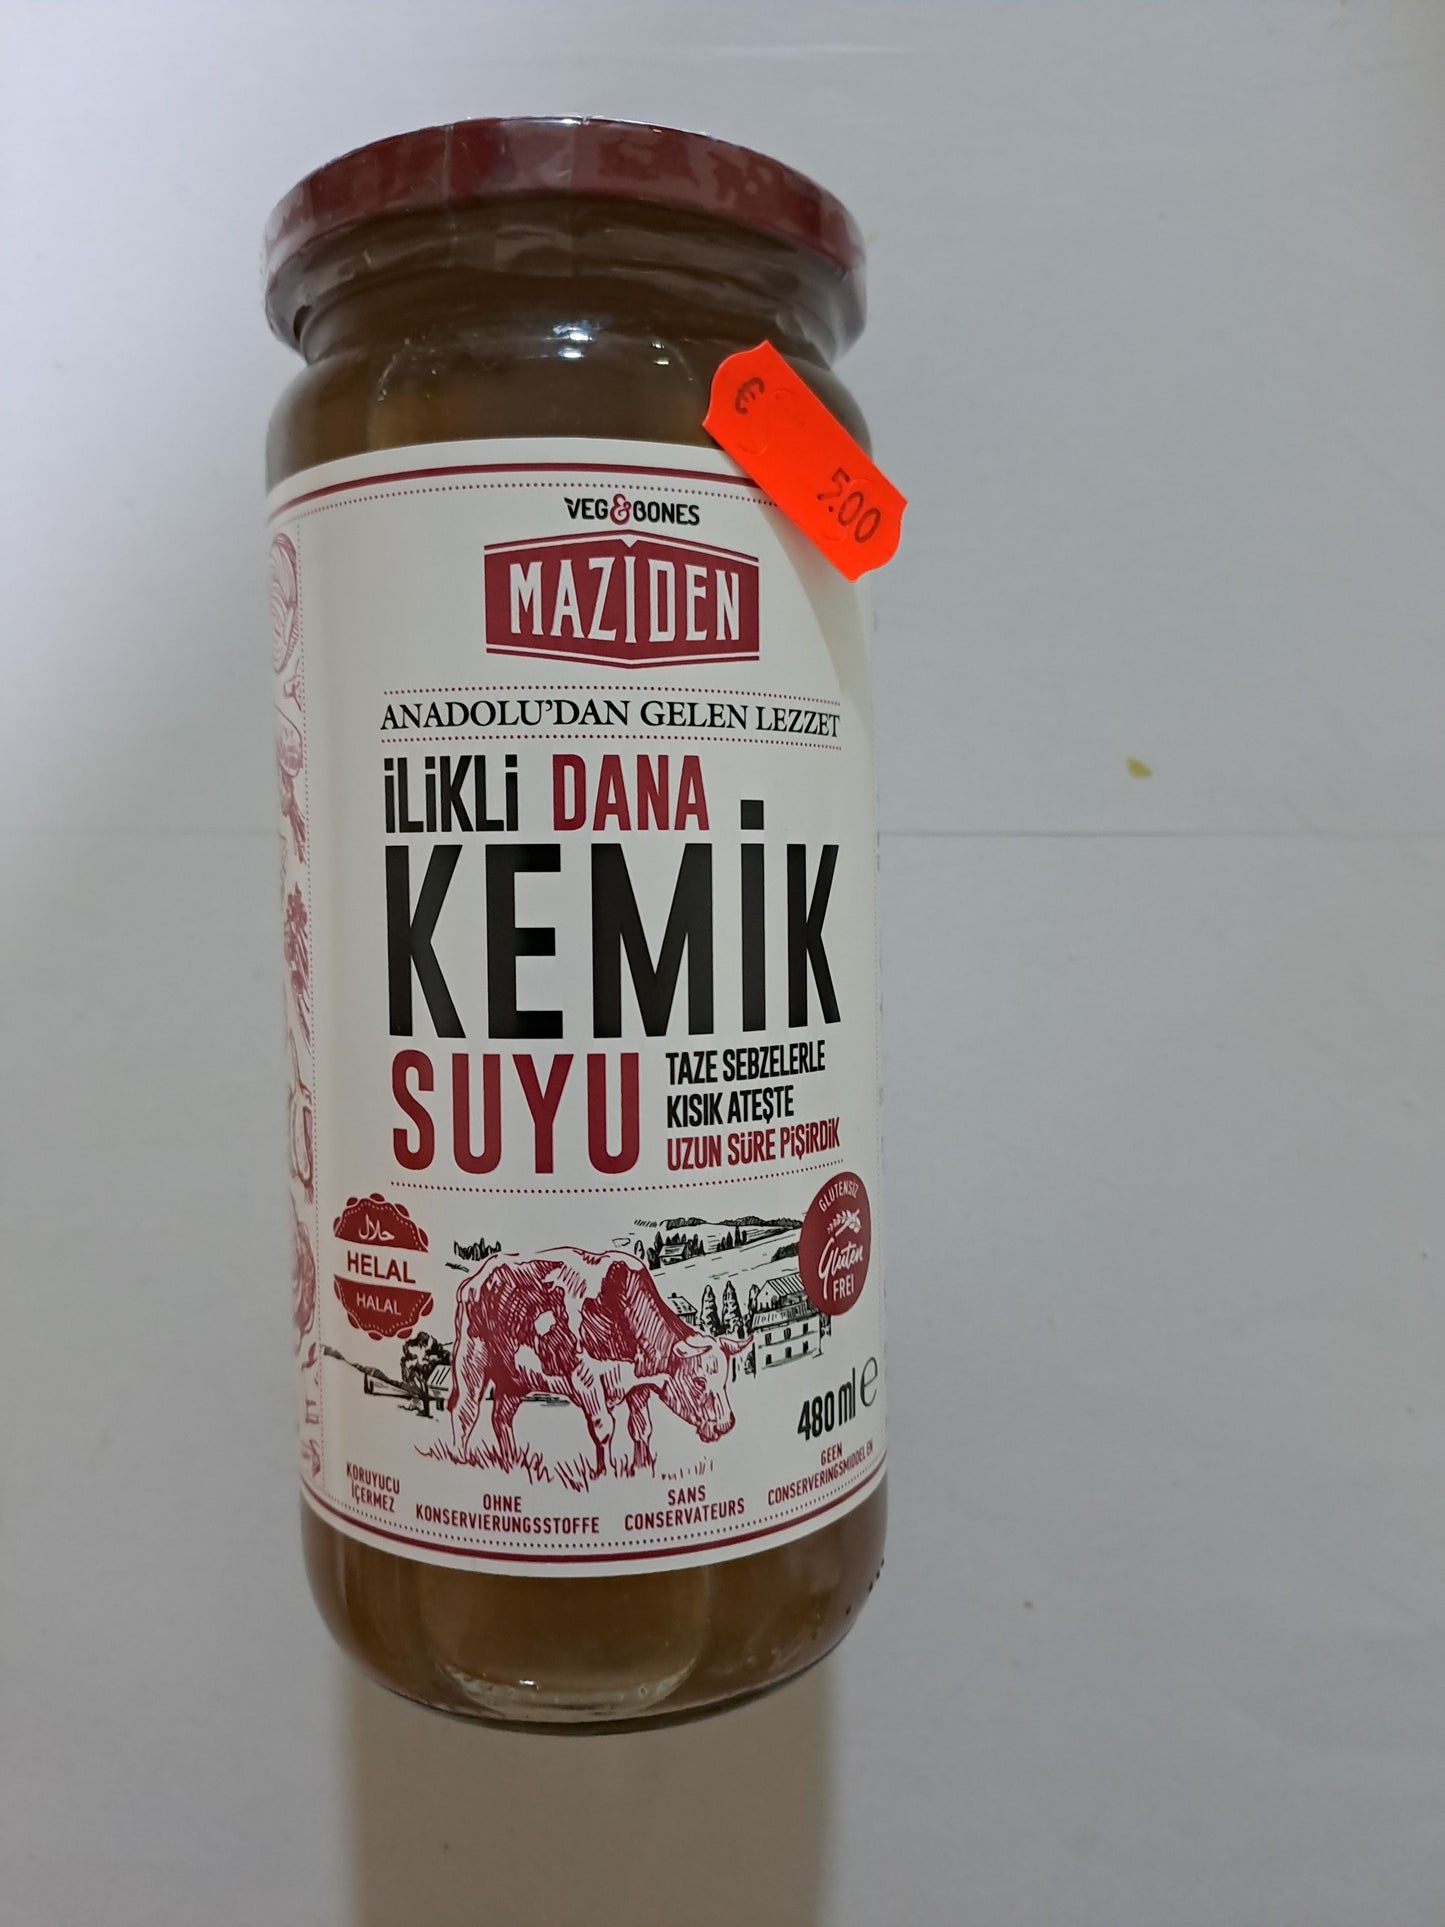 € 5.00
VEG&BONES
MAZİDEN
ANADOLU'DAN GELEN LEZZET
İLİKLİ DANA
KEMİK
SUYU
TAZE SEBZELERLE
KISIK ATEŞTE
UZUN SÜRE PİŞİRDİK
حلال
HELAL
HALAL
GLUTENSİZ
Gluten
FREI
480 ml e
KORUYUCU
İÇERMEZ
OHNE
KONSERVIERUNGSSTOFFE
SANS
CONSERVATEURS
GEEN
CONSERVERINGSMIDDELEN